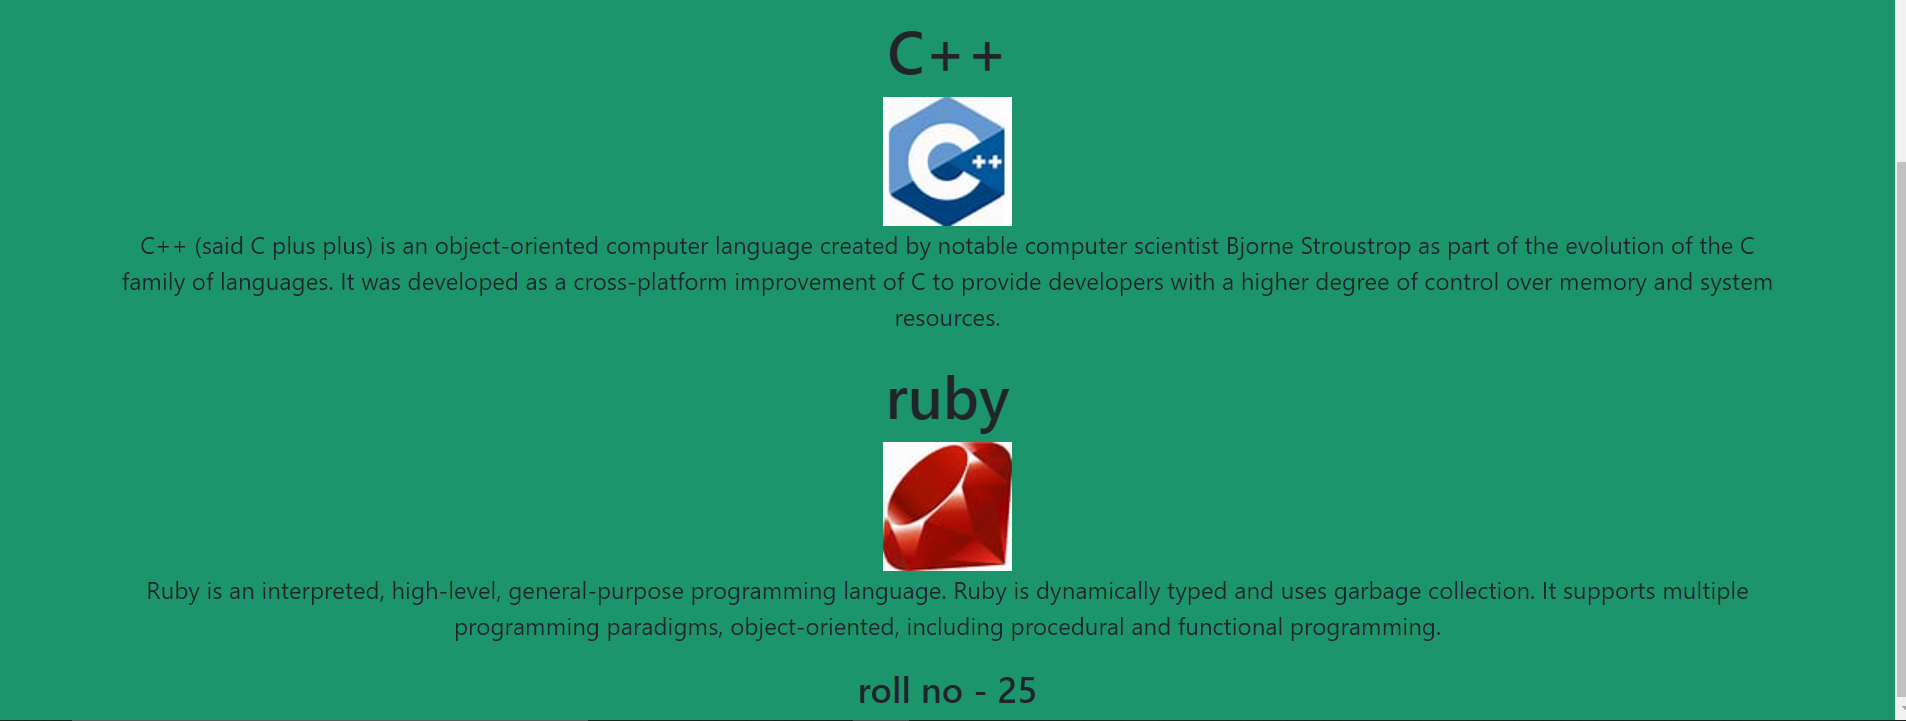 C++
C++
C++ (said C plus plus) is an object-oriented computer language created by notable computer scientist Bjorne Stroustrop as part of the evolution of the C
family of languages. It was developed as a cross-platform improvement of C to provide developers with a higher degree of control over memory and system
resources.
ruby
Ruby is an interpreted, high-level, general-purpose programming language. Ruby is dynamically typed and uses garbage collection. It supports multiple
programming paradigms, object-oriented, including procedural and functional programming.
roll no - 25